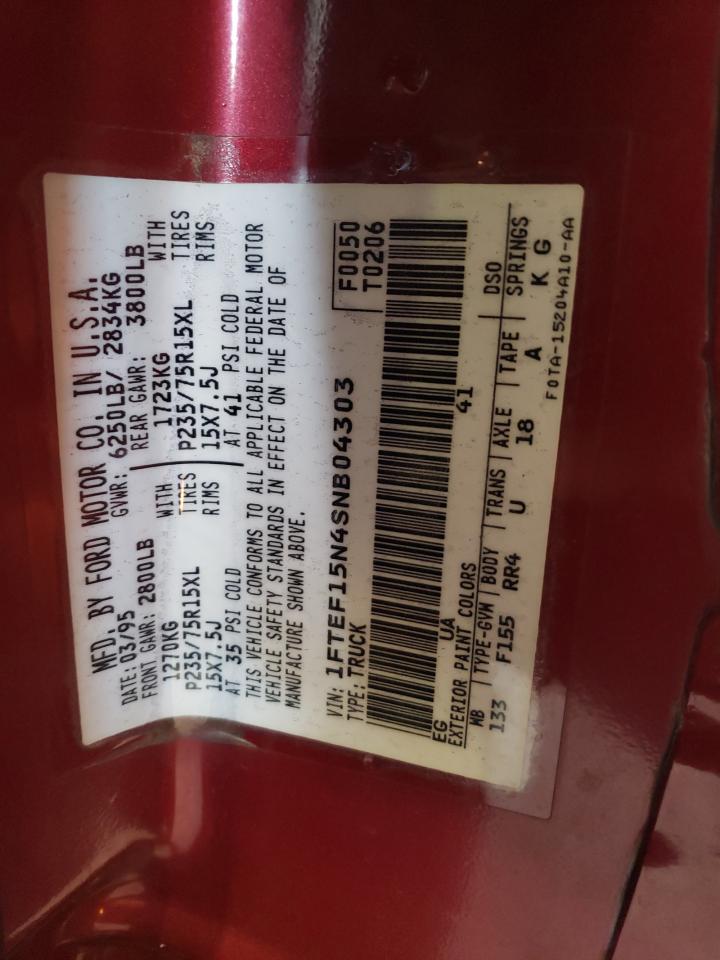 MFD. BY FORD MOTOR CO. IN U.S.A.
DATE: 03/95 GVWR: 6250LB/ 2834KG
FRONT GAWR: 2800LB REAR GAWR: 3800LB
1270KG WITH 1723KG WITH
P235/75R15XL TIRES P235/75R15XL TIRES
15X7.5J RIMS 15X7.5J RIMS
AT 35 PSI COLD AT 41 PSI COLD
THIS VEHICLE CONFORMS TO ALL APPLICABLE FEDERAL MOTOR
VEHICLE SAFETY STANDARDS IN EFFECT ON THE DATE OF
MANUFACTURE SHOWN ABOVE.
VIN: 1FTEF15N4SNB04303 F0050
TYPE: TRUCK T0206
EG UA 41
EXTERIOR PAINT COLORS DSO
WB TYPE-GVW BODY TRANS AXLE TAPE SPRINGS
133 F155 RR4 U 18 A K G
F0TA-15204A10-AA